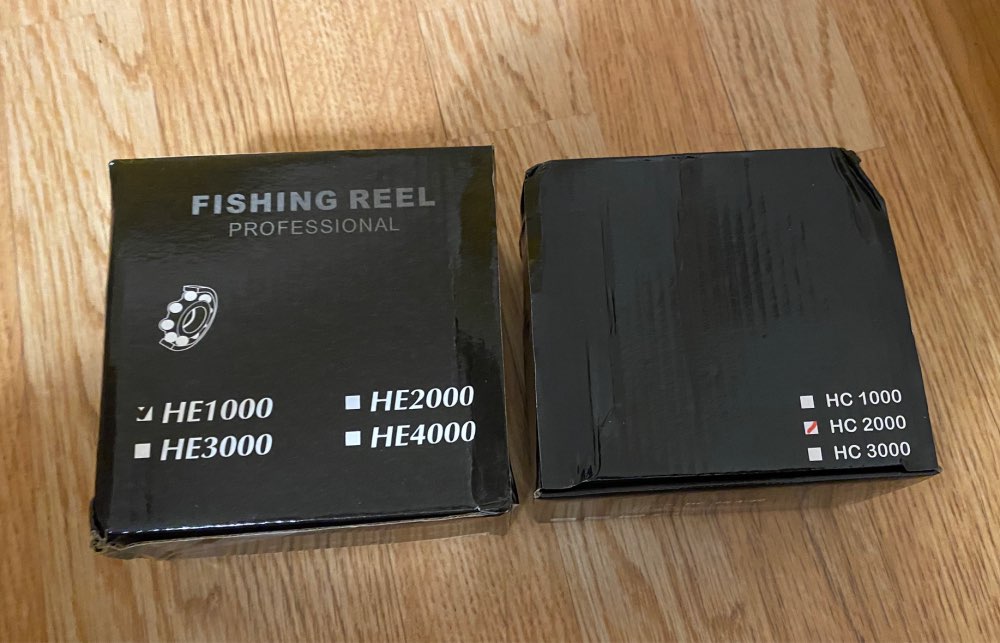 FISHING REEL
PROFESSIONAL
HE1000
HE2000
HE3000
HE4000
HC 1000
HC 2000
HC 3000